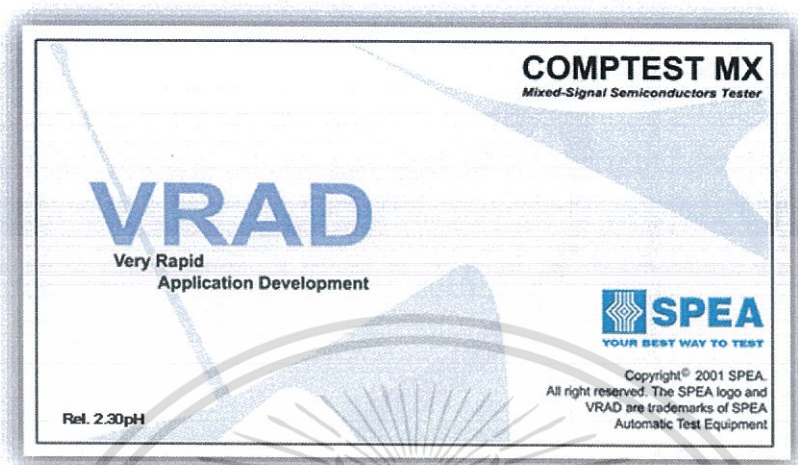 COMPTEST MX
Mixed-Signal Semiconductors Tester
VRAD
Very Rapid
Application Development
SPEA
YOUR BEST WAY TO TEST
Copyright© 2001 SPEA.
All right reserved. The SPEA logo and
VRAD are trademarks of SPEA
Automatic Test Equipment
Rel. 2.30pH